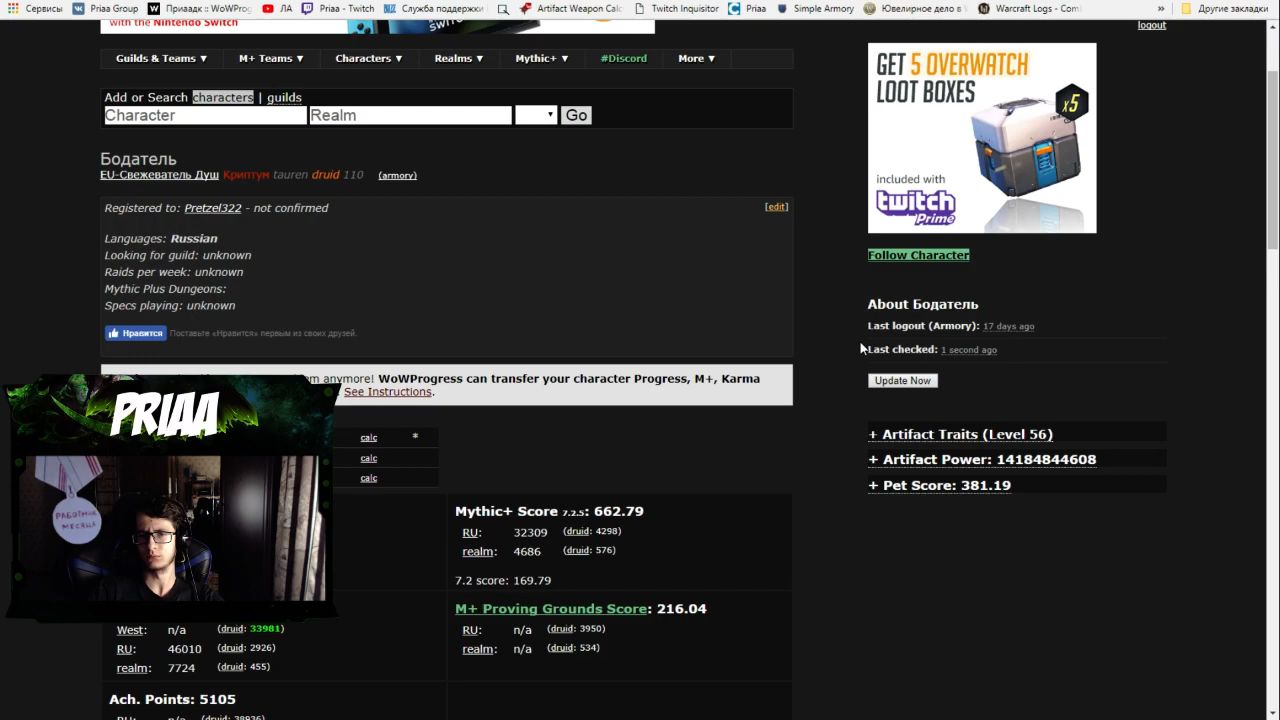 Сервисы
Priaa Group
Приаадк :: WoWProg
ЛА
Priaa - Twitch
Служба поддержки
Artifact Weapon Calc
Twitch Inquisitor
Priaa
Simple Armory
Ювелирное дело в
Warcraft Logs - Com
»
Другие закладки
with the Nintendo Switch
SWITCH
logout
Guilds & Teams ▼
M+ Teams ▼
Characters ▼
Realms ▼
Mythic+ ▼
#Discord
More ▼
Add or Search characters | guilds
Character
Realm
Go
GET 5 OVERWATCH
LOOT BOXES
x5
included with
twitch
Prime
Бодатель
EU-Свежеватель Душ Криптум tauren druid 110 (armory)
Registered to: Pretzel322 - not confirmed
[edit]
Languages: Russian
Looking for guild: unknown
Raids per week: unknown
Mythic Plus Dungeons:
Specs playing: unknown
Нравится
Поставьте «Нравится» первым из своих друзей.
Follow Character
About Бодатель
Last logout (Armory): 17 days ago
Last checked: 1 second ago
Update Now
+ Artifact Traits (Level 56)
+ Artifact Power: 14184844608
+ Pet Score: 381.19
anymore! WoWProgress can transfer your character Progress, M+, Karma
See Instructions.
calc *
calc
calc
PRIAA
РАБОТНИК
МЕСЯЦА
Mythic+ Score 7.2.5: 662.79
RU: 32309 (druid: 4298)
realm: 4686 (druid: 576)
7.2 score: 169.79
M+ Proving Grounds Score: 216.04
RU: n/a (druid: 3950)
realm: n/a (druid: 534)
West: n/a (druid: 33981)
RU: 46010 (druid: 2926)
realm: 7724 (druid: 455)
Ach. Points: 5105